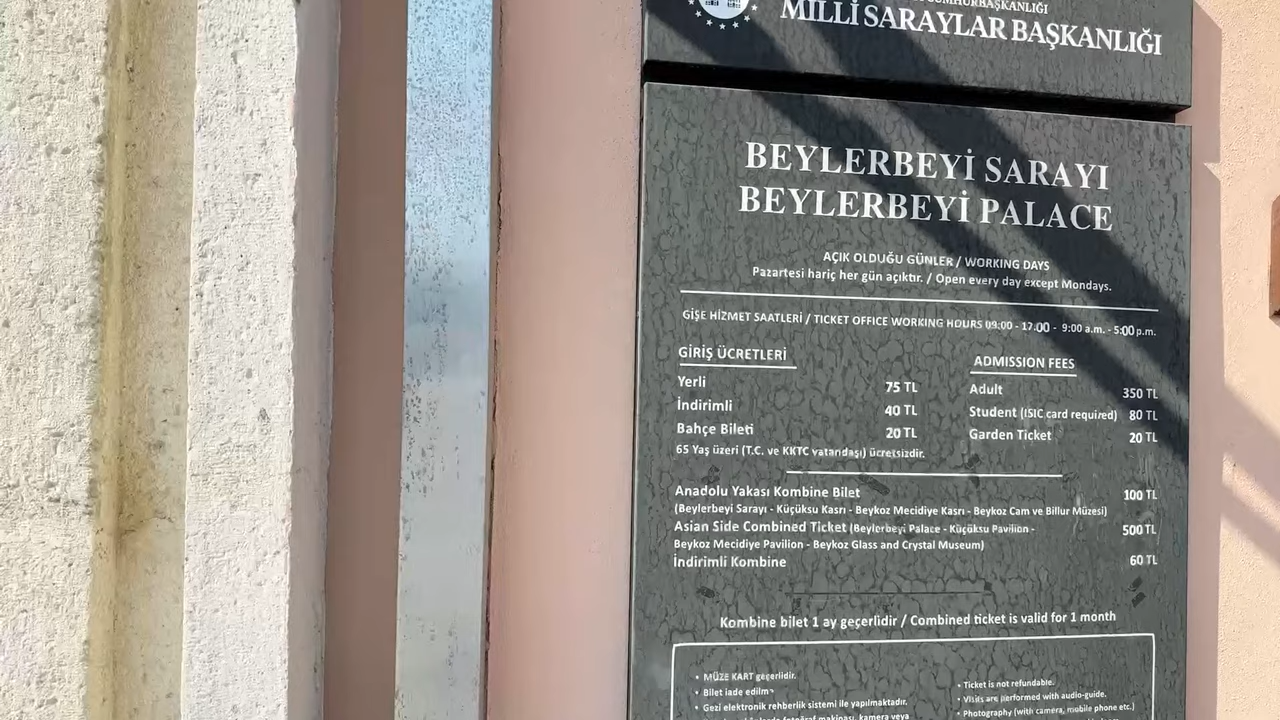 CUMHURBAŞKANLIĞI
MİLLİ SARAYLAR BAŞKANLIĞI
BEYLERBEYİ SARAYI
BEYLERBEYİ PALACE
AÇIK OLDUĞU GÜNLER / WORKING DAYS
Pazartesi hariç her gün açıktır. / Open every day except Mondays.
GİŞE HİZMET SAATLERİ / TICKET OFFICE WORKING HOURS 09:00 - 17:00 - 9:00 a.m. - 5:00 p.m.
GİRİŞ ÜCRETLERİ
Yerli 75 TL
İndirimli 40 TL
Bahçe Bileti 20 TL
65 Yaş üzeri (T.C. ve KKTC vatandaşı) ücretsizdir.
ADMISSION FEES
Adult 350 TL
Student (ISIC card required) 80 TL
Garden Ticket 20 TL
Anadolu Yakası Kombine Bilet 100 TL
(Beylerbeyi Sarayı - Küçüksu Kasrı - Beykoz Mecidiye Kasrı - Beykoz Cam ve Billur Müzesi)
Asian Side Combined Ticket (Beylerbeyi Palace - Küçöksu Pavilion - 500 TL
Beykoz Mecidiye Pavilion - Beykoz Glass and Crystal Museum)
İndirimli Kombine 60 TL
Kombine bilet 1 ay geçerlidir / Combined ticket is valid for 1 month
• MÜZE KART geçerlidir.
• Bilet iade
• Gezi elektronik rehberlik sistemi ile yapılmaktadır.
fotoğraf makinası, kamera veya
• Ticket is not refundable.
• Visits are performed with audio-guide.
• Photography (with camera, mobile phone etc.)